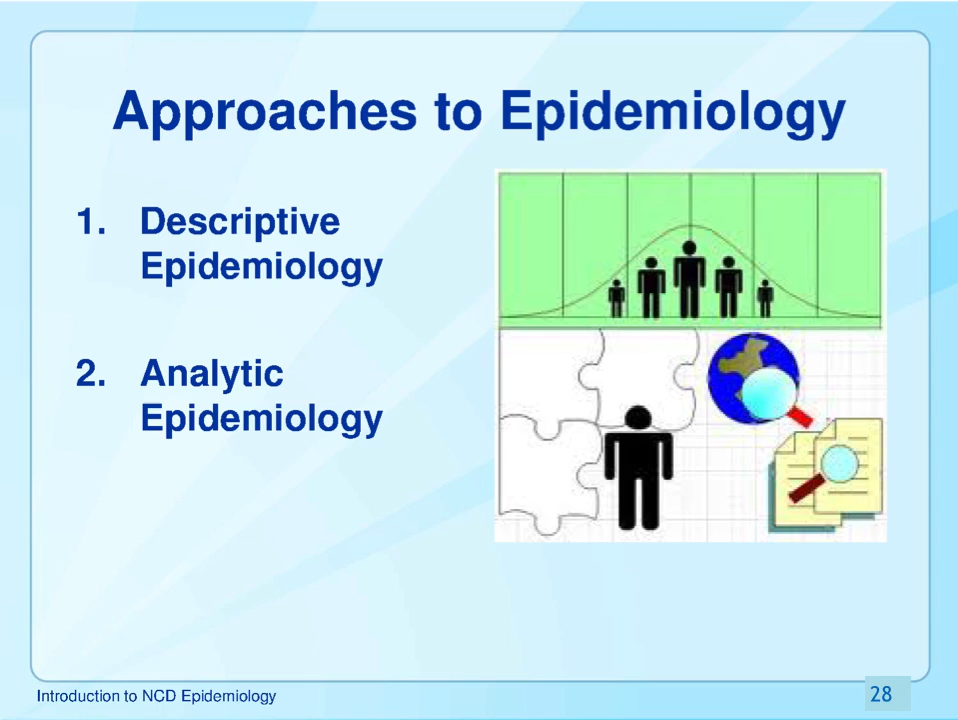 Approaches to Epidemiology
1. Descriptive
Epidemiology
2. Analytic
Epidemiology
Introduction to NCD Epidemiology
28